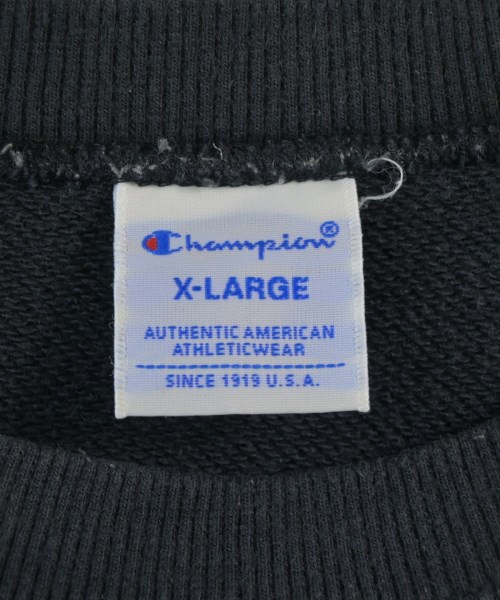 Champion®
X-LARGE
AUTHENTIC AMERICAN
ATHLETICWEAR
SINCE 1919 U.S.A.